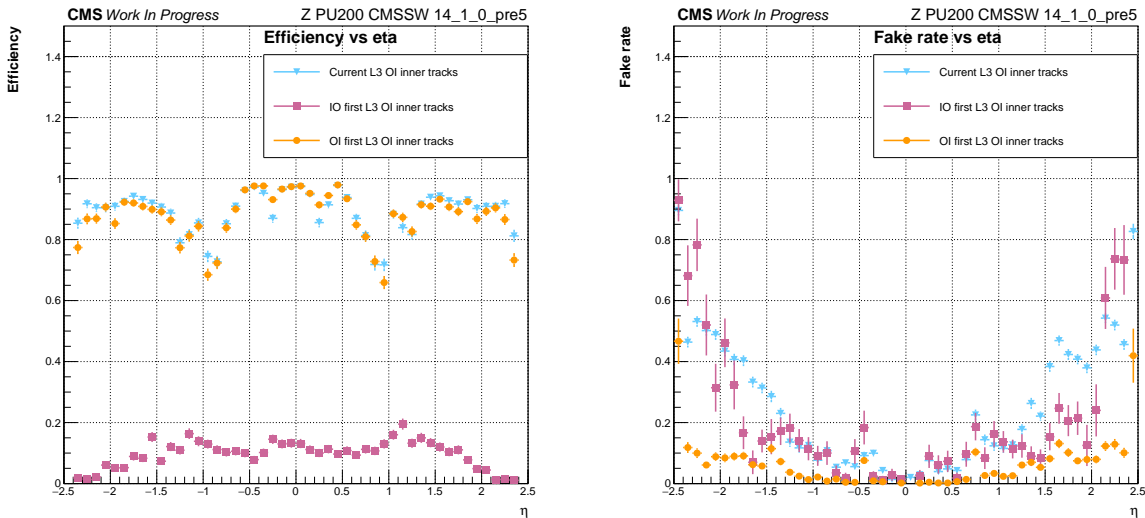 CMS Work In Progress Z PU200 CMSSW 14_1_0_pre5
Efficiency vs eta
Efficiency
Current L3 OI inner tracks
IO first L3 OI inner tracks
OI first L3 OI inner tracks
1.4
1.2
1
0.8
0.6
0.4
0.2
0
−2.5 −2 −1.5 −1 −0.5 0 0.5 1 1.5 2 2.5
η
CMS Work In Progress Z PU200 CMSSW 14_1_0_pre5
Fake rate vs eta
Fake rate
Current L3 OI inner tracks
IO first L3 OI inner tracks
OI first L3 OI inner tracks
1.4
1.2
1
0.8
0.6
0.4
0.2
0
−2.5 −2 −1.5 −1 −0.5 0 0.5 1 1.5 2 2.5
η